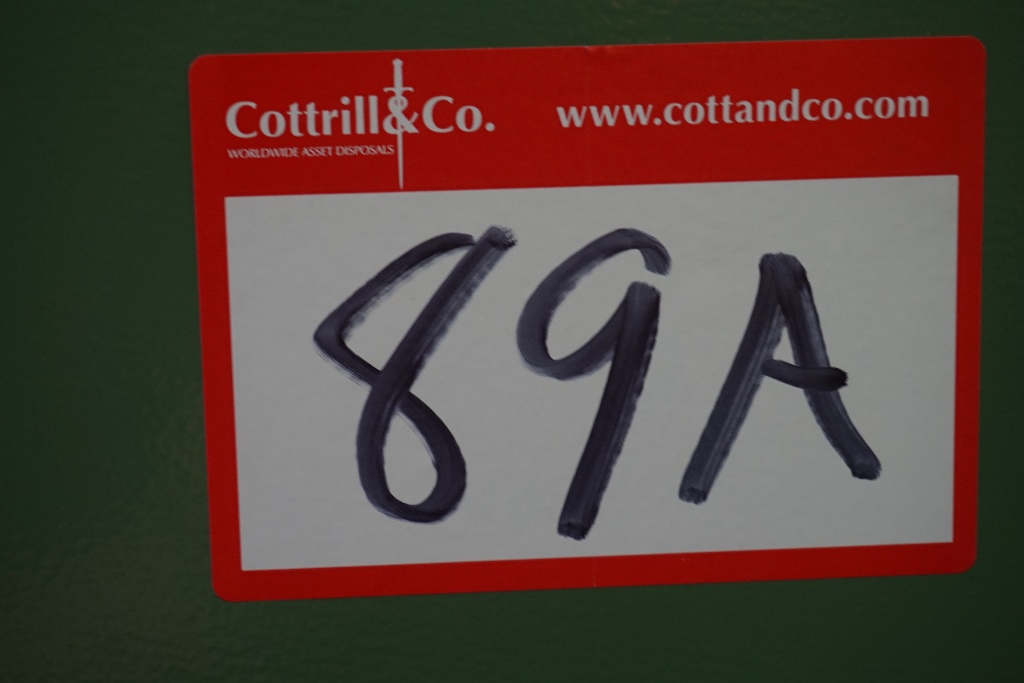 Cottrill&Co.
WORLDWIDE ASSET DISPOSALS
www.cottandco.com
89A